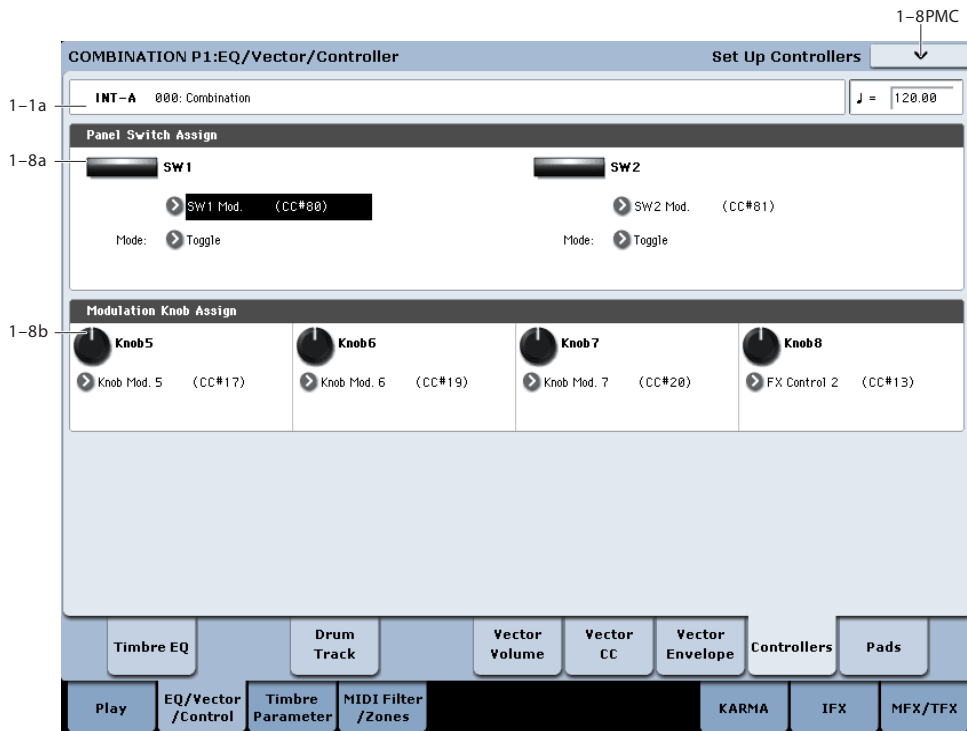 1–8PMC
COMBINATION P1:EQ/Vector/Controller
Set Up Controllers
1–1a
INT-A 000: Combination
♩ = 120.00
Panel Switch Assign
1–8a
SW1
SW2
SW1 Mod. (CC#80)
SW2 Mod. (CC#81)
Mode: Toggle
Mode: Toggle
Modulation Knob Assign
1–8b
Knob5
Knob6
Knob7
Knob8
Knob Mod. 5 (CC#17)
Knob Mod. 6 (CC#19)
Knob Mod. 7 (CC#20)
FX Control 2 (CC#13)
Timbre EQ
Drum
Track
Vector
Volume
Vector
CC
Vector
Envelope
Controllers
Pads
Play
EQ/Vector
/Control
Timbre
Parameter
MIDI Filter
/Zones
KARMA
IFX
MFX/TFX